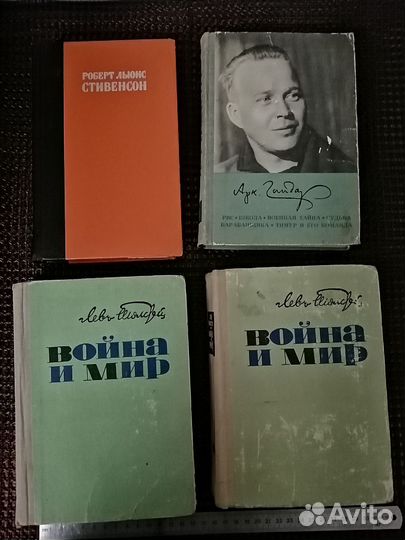 РОБЕРТ ЛЬЮИС
СТИВЕНСОН
Арк. Гайдар
РВС • ШКОЛА • ВОЕННАЯ ТАЙНА • СУДЬБА
БАРАБАНЩИКА • ТИМУР И ЕГО КОМАНДА
Левъ Толстой
ВОЙНА
И МИР
Левъ Толстой
ВОЙНА
И МИР
Avito